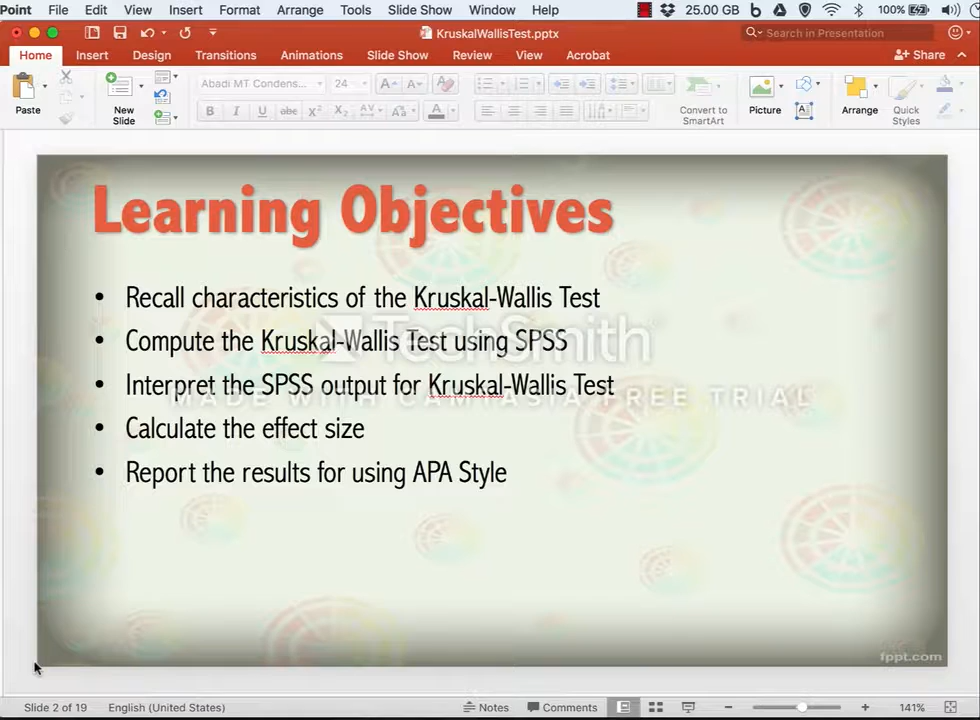 Point File Edit View Insert Format Arrange Tools Slide Show Window Help 25.00 GB 100%
KruskalWallisTest.pptx
Search in Presentation
Home Insert Design Transitions Animations Slide Show Review View Acrobat Share
Abadi MT Condens... 24
Paste New Slide Convert to SmartArt Picture Arrange Quick Styles
Learning Objectives
• Recall characteristics of the Kruskal-Wallis Test
• Compute the Kruskal-Wallis Test using SPSS
• Interpret the SPSS output for Kruskal-Wallis Test
• Calculate the effect size
• Report the results for using APA Style
TechSmith
MADE WITH CAMTASIA FREE TRIAL
fppt.com
Slide 2 of 19 English (United States) Notes Comments 141%